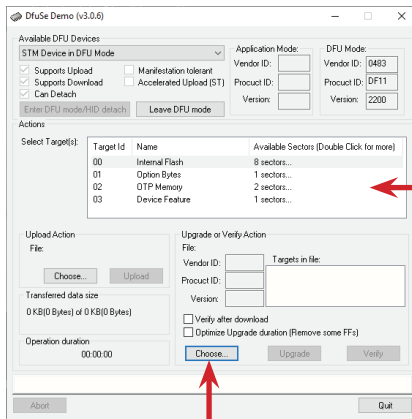 DfuSe Demo (v3.0.6)
Available DFU Devices
STM Device in DFU Mode
Supports Upload
Manifestation tolerant
Supports Download
Accelerated Upload (ST)
Can Detach
Enter DFU mode/HID detach
Leave DFU mode
Application Mode:
Vendor ID:
Procuct ID:
Version:
DFU Mode:
Vendor ID: 0483
Procuct ID: DF11
Version: 2200
Actions
Select Target(s):
Target Id Name Available Sectors (Double Click for more)
00 Internal Flash 8 sectors...
01 Option Bytes 1 sectors...
02 OTP Memory 2 sectors...
03 Device Feature 1 sectors...
Upload Action
File:
Choose... Upload
Transferred data size
0 KB(0 Bytes) of 0 KB(0 Bytes)
Operation duration
00:00:00
Upgrade or Verify Action
File:
Vendor ID:
Procuct ID:
Version:
Targets in file:
Verify after download
Optimize Upgrade duration (Remove some FFs)
Choose... Upgrade Verify
Abort Quit